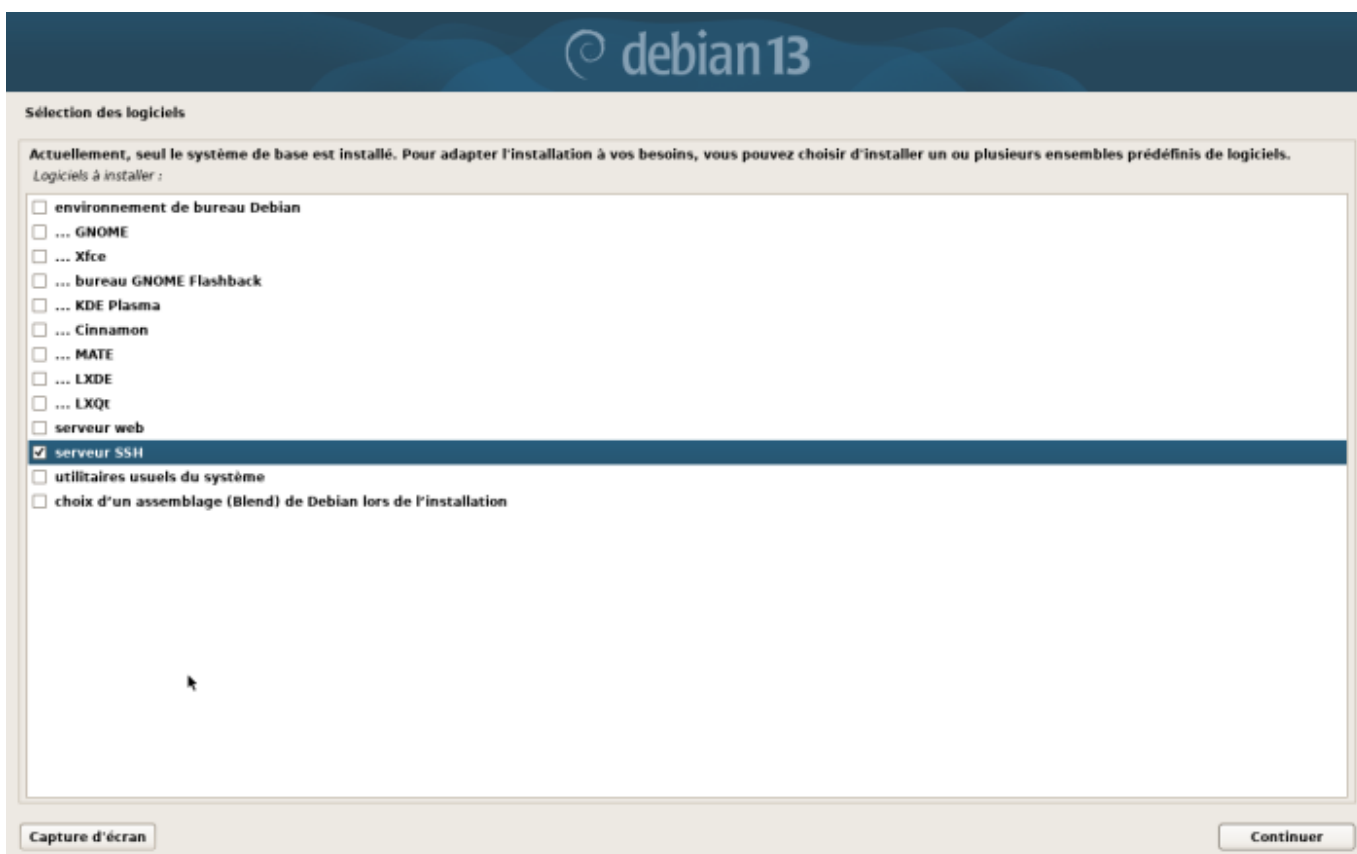 debian 13
Sélection des logiciels
Actuellement, seul le système de base est installé. Pour adapter l'installation à vos besoins, vous pouvez choisir d'installer un ou plusieurs ensembles prédéfinis de logiciels.
Logiciels à installer :
environnement de bureau Debian
... GNOME
... Xfce
... bureau GNOME Flashback
... KDE Plasma
... Cinnamon
... MATE
... LXDE
... LXQt
serveur web
serveur SSH
utilitaires usuels du système
choix d'un assemblage (Blend) de Debian lors de l'installation
Capture d'écran
Continuer